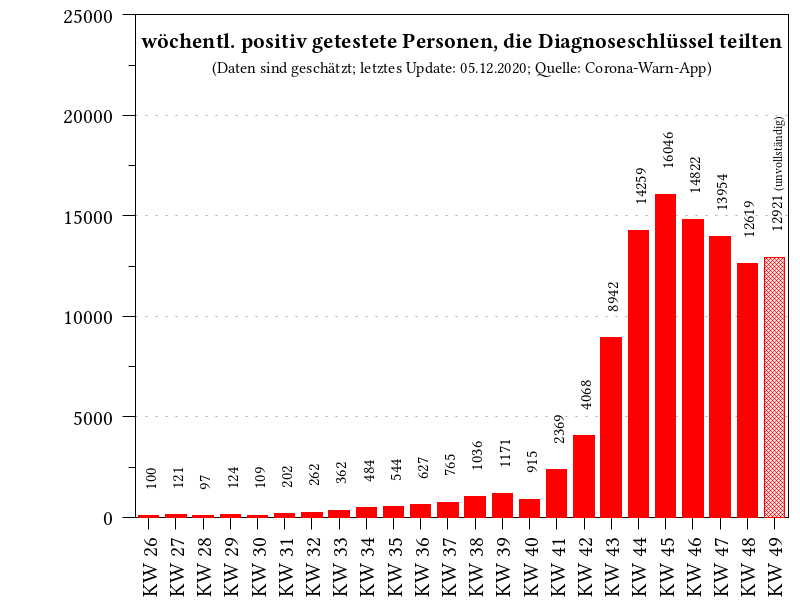 wöchentl. positiv getestete Personen, die Diagnoseschlüssel teilten
(Daten sind geschätzt; letztes Update: 05.12.2020; Quelle: Corona-Warn-App)
25000
20000
15000
10000
5000
0
100
121
97
124
109
202
262
362
484
544
627
765
1036
1171
915
2369
4068
8942
14259
16046
14822
13954
12619
12921 (unvollständig)
KW 26
KW 27
KW 28
KW 29
KW 30
KW 31
KW 32
KW 33
KW 34
KW 35
KW 36
KW 37
KW 38
KW 39
KW 40
KW 41
KW 42
KW 43
KW 44
KW 45
KW 46
KW 47
KW 48
KW 49